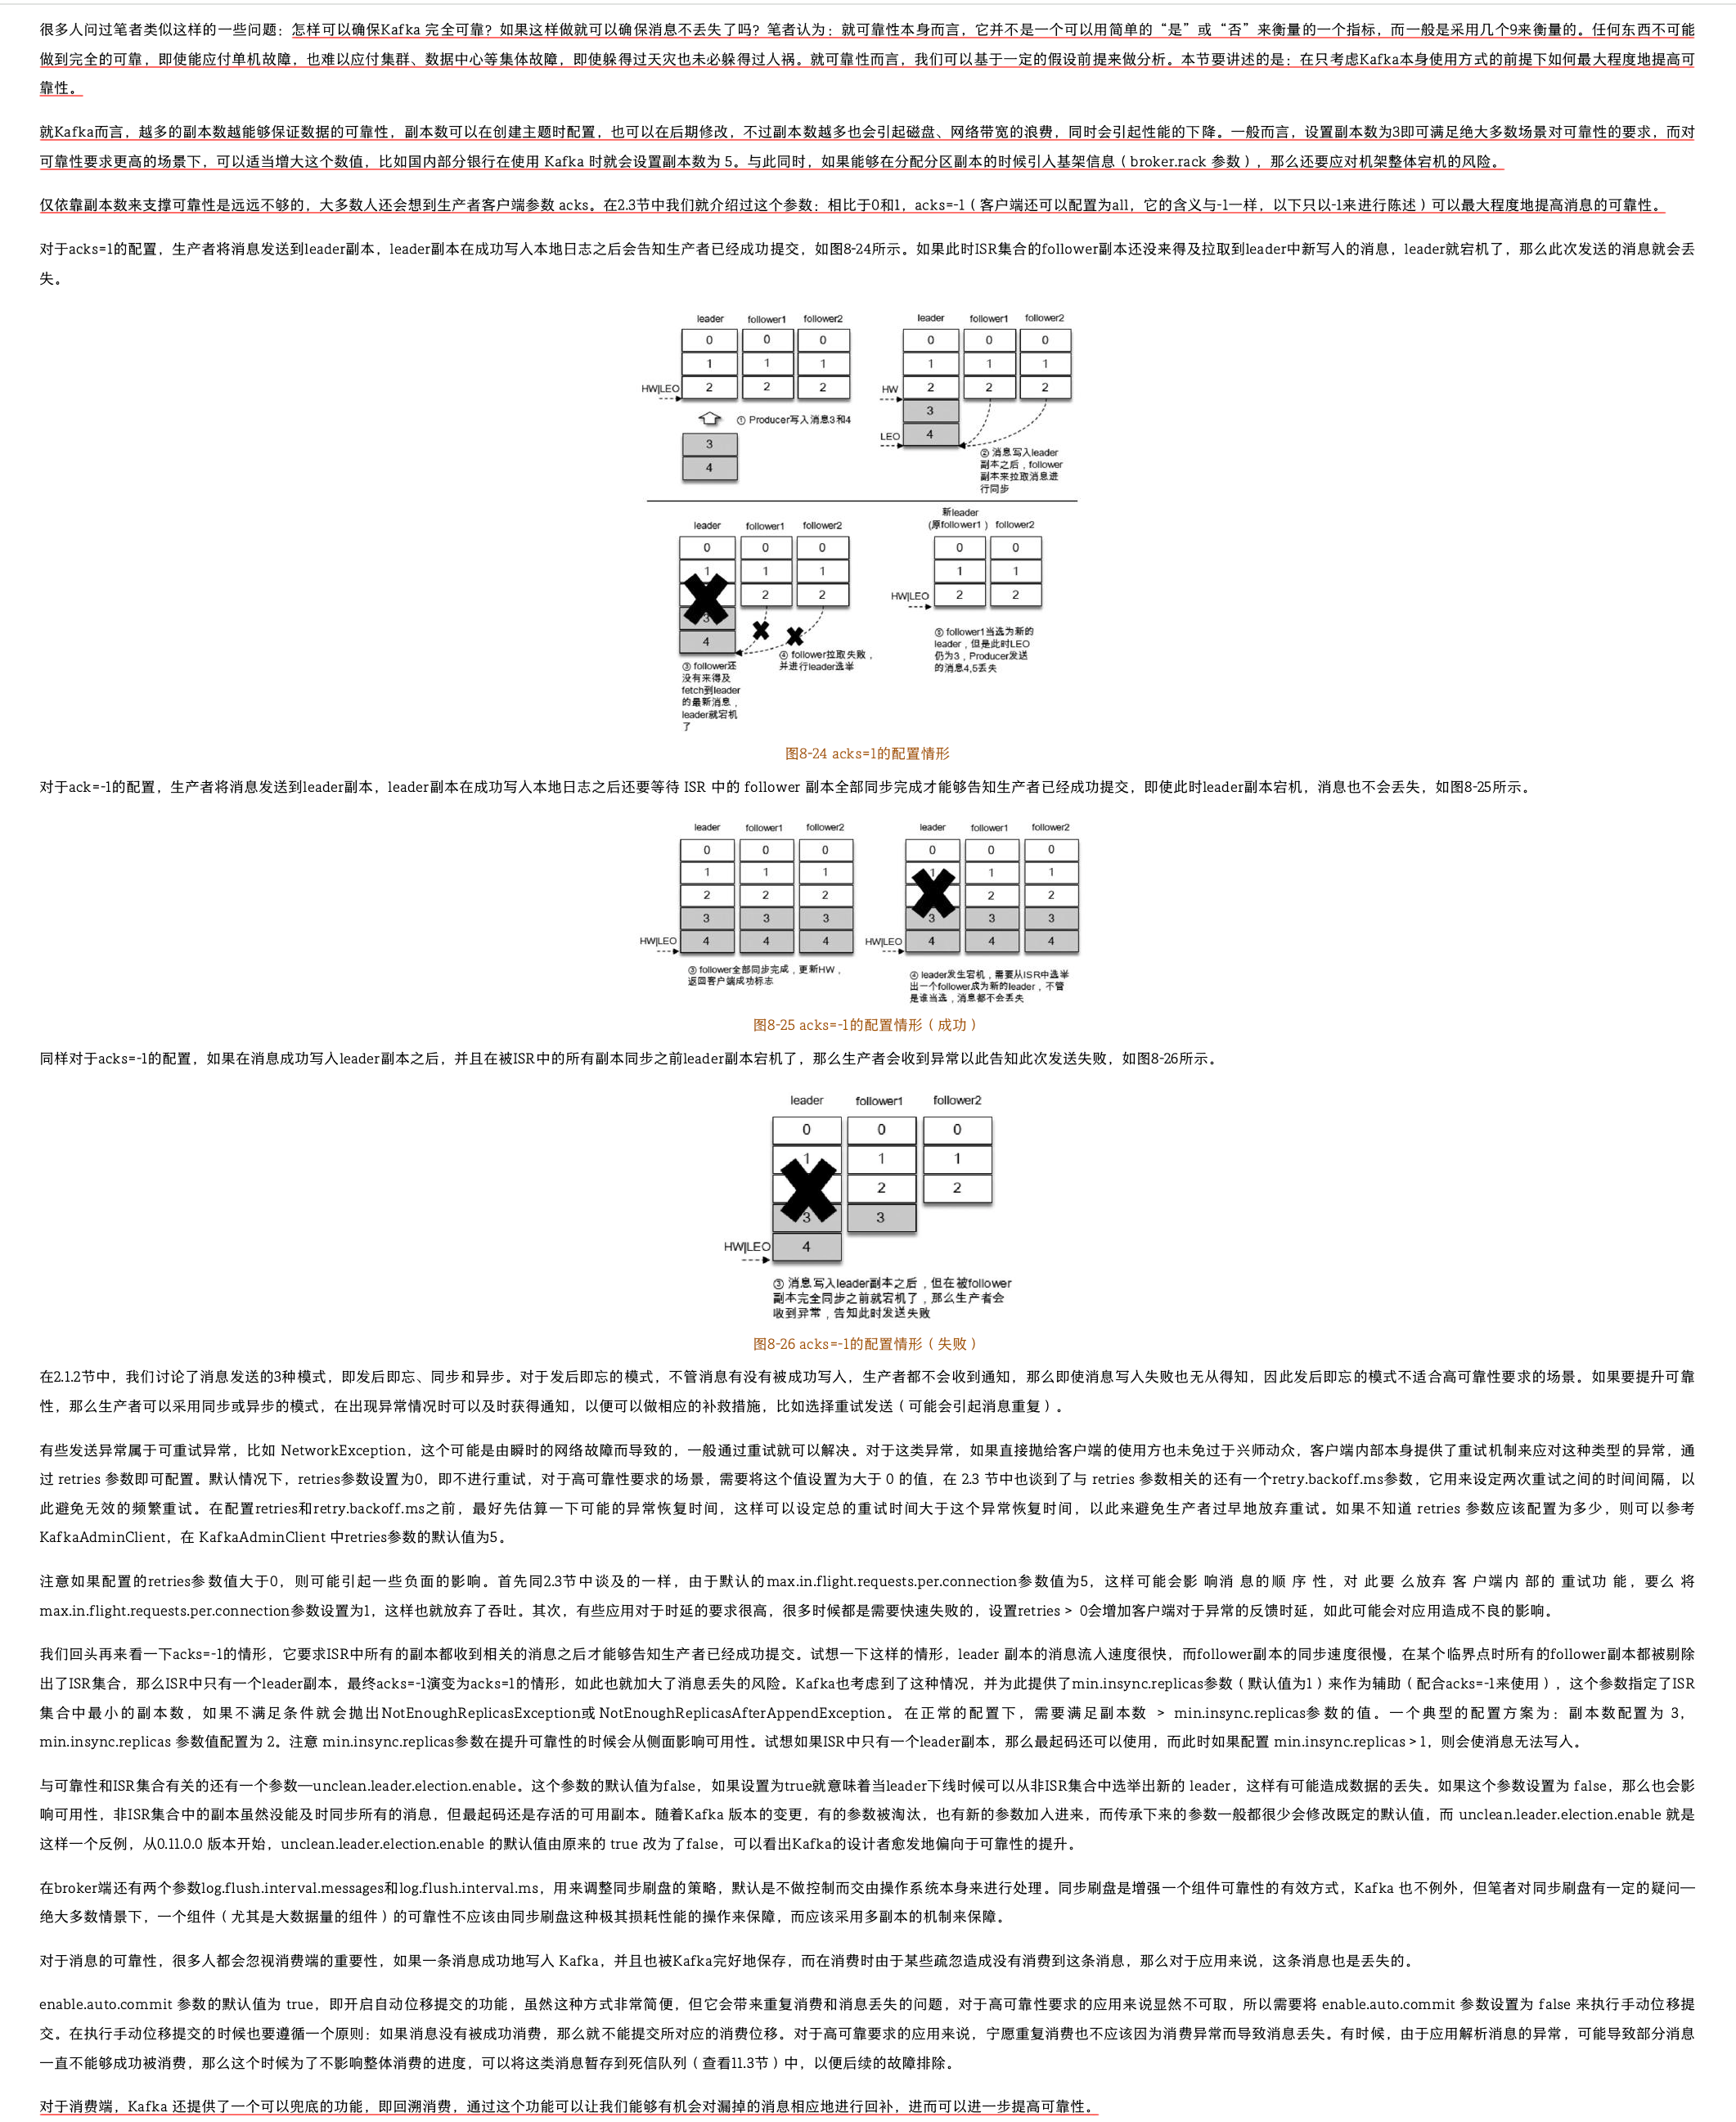 很多人问过笔者类似这样的一些问题：怎样可以确保Kafka 完全可靠？如果这样做就可以确保消息不丢失了吗？笔者认为：就可靠性本身而言，它并不是一个可以用简单的“是”或“否”来衡量的一个指标，而一般是采用几个9来衡量的。任何东西不可能
做到完全的可靠，即使能应付单机故障，也难以应付集群、数据中心等集体故障，即使躲得过天灾也未必躲得过人祸。就可靠性而言，我们可以基于一定的假设前提来做分析。本节要讲述的是：在只考虑Kafka本身使用方式的前提下如何最大程度地提高可
靠性。
就Kafka而言，越多的副本数越能够保证数据的可靠性，副本数可以在创建主题时配置，也可以在后期修改，不过副本数越多也会引起磁盘、网络带宽的浪费，同时会引起性能的下降。一般而言，设置副本数为3即可满足绝大多数场景对可靠性的要求，而对
可靠性要求更高的场景下，可以适当增大这个数值，比如国内部分银行在使用 Kafka 时就会设置副本数为 5。与此同时，如果能够在分配分区副本的时候引入基架信息（broker.rack 参数），那么还要应对机架整体宕机的风险。
仅依靠副本数来支撑可靠性是远远不够的，大多数人还会想到生产者客户端参数 acks。在2.3节中我们就介绍过这个参数：相比于0和1，acks=-1（客户端还可以配置为all，它的含义与-1一样，以下只以-1来进行陈述）可以最大程度地提高消息的可靠性。
对于acks=1的配置，生产者将消息发送到leader副本，leader副本在成功写入本地日志之后会告知生产者已经成功提交，如图8-24所示。如果此时ISR集合的follower副本还没来得及拉取到leader中新写入的消息，leader就宕机了，那么此次发送的消息就会丢
失。
leader follower1 follower2 leader follower1 follower2
0 0 0 0 0 0
1 1 1 1 1 1
HW|LEO 2 2 2 HW 2 2 2
① Producer写入消息3和4 3
3 LEO 4
4 ② 消息写入leader
副本之后，follower
副本来拉取消息进
行同步
新leader
leader follower1 follower2 (原follower1 ) follower2
0 0 0 0 0
1 1 1 1 1
2 2 HW|LEO 2 2
3
4
③ follower还
没有来得及
fetch到leader
的最新消息，
leader就宕机
了
④ follower拉取失败，
并进行leader选举
⑤ follower1当选为新的
leader，但是此时LEO
仍为3，Producer发送
的消息4,5丢失
图8-24 acks=1的配置情形
对于ack=-1的配置，生产者将消息发送到leader副本，leader副本在成功写入本地日志之后还要等待 ISR 中的 follower 副本全部同步完成才能够告知生产者已经成功提交，即使此时leader副本宕机，消息也不会丢失，如图8-25所示。
leader follower1 follower2 leader follower1 follower2
0 0 0 0 0 0
1 1 1 1 1 1
2 2 2 2 2
3 3 3 3 3 3
HW|LEO 4 4 4 HW|LEO 4 4 4
③ follower全部同步完成，更新HW，
返回客户端成功标志
④ leader发生宕机，需要从ISR中选举
出一个follower成为新的leader，不管
是谁当选，消息都不会丢失
图8-25 acks=-1的配置情形（成功）
同样对于acks=-1的配置，如果在消息成功写入leader副本之后，并且在被ISR中的所有副本同步之前leader副本宕机了，那么生产者会收到异常以此告知此次发送失败，如图8-26所示。
leader follower1 follower2
0 0 0
1 1 1
2 2
3 3
HW|LEO 4
③ 消息写入leader副本之后，但在被follower
副本完全同步之前就宕机了，那么生产者会
收到异常，告知此时发送失败
图8-26 acks=-1的配置情形（失败）
在2.1.2节中，我们讨论了消息发送的3种模式，即发后即忘、同步和异步。对于发后即忘的模式，不管消息有没有被成功写入，生产者都不会收到通知，那么即使消息写入失败也无从得知，因此发后即忘的模式不适合高可靠性要求的场景。如果要提升可靠
性，那么生产者可以采用同步或异步的模式，在出现异常情况时可以及时获得通知，以便可以做相应的补救措施，比如选择重试发送（可能会引起消息重复）。
有些发送异常属于可重试异常，比如 NetworkException，这个可能是由瞬时的网络故障而导致的，一般通过重试就可以解决。对于这类异常，如果直接抛给客户端的使用方也未免过于兴师动众，客户端内部本身提供了重试机制来应对这种类型的异常，通
过 retries 参数即可配置。默认情况下，retries参数设置为0，即不进行重试，对于高可靠性要求的场景，需要将这个值设置为大于 0 的值，在 2.3 节中也谈到了与 retries 参数相关的还有一个retry.backoff.ms参数，它用来设定两次重试之间的时间间隔，以
此避免无效的频繁重试。在配置retries和retry.backoff.ms之前，最好先估算一下可能的异常恢复时间，这样可以设定总的重试时间大于这个异常恢复时间，以此来避免生产者过早地放弃重试。如果不知道 retries 参数应该配置为多少，则可以参考
KafkaAdminClient，在 KafkaAdminClient 中retries参数的默认值为5。
注意如果配置的retries参数值大于0，则可能引起一些负面的影响。首先同2.3节中谈及的一样，由于默认的max.in.flight.requests.per.connection参数值为5，这样可能会影 响消 息的 顺 序 性，对 此要 么放弃 客 户端内 部的 重试功 能，要么 将
max.in.flight.requests.per.connection参数设置为1，这样也就放弃了吞吐。其次，有些应用对于时延的要求很高，很多时候都是需要快速失败的，设置retries > 0会增加客户端对于异常的反馈时延，如此可能会对应用造成不良的影响。
我们回头再来看一下acks=-1的情形，它要求ISR中所有的副本都收到相关的消息之后才能够告知生产者已经成功提交。试想一下这样的情形，leader 副本的消息流入速度很快，而follower副本的同步速度很慢，在某个临界点时所有的follower副本都被剔除
出了ISR集合，那么ISR中只有一个leader副本，最终acks=-1演变为acks=1的情形，如此也就加大了消息丢失的风险。Kafka也考虑到了这种情况，并为此提供了min.insync.replicas参数（默认值为1）来作为辅助（配合acks=-1来使用），这个参数指定了ISR
集合中最小的副本数，如果不满足条件就会抛出NotEnoughReplicasException或NotEnoughReplicasAfterAppendException。在正常的配置下，需要满足副本数 > min.insync.replicas参数的值。一个典型的配置方案为：副本数配置为 3，
min.insync.replicas 参数值配置为 2。注意 min.insync.replicas参数在提升可靠性的时候会从侧面影响可用性。试想如果ISR中只有一个leader副本，那么最起码还可以使用，而此时如果配置 min.insync.replicas > 1，则会使消息无法写入。
与可靠性和ISR集合有关的还有一个参数—unclean.leader.election.enable。这个参数的默认值为false，如果设置为true就意味着当leader下线时候可以从非ISR集合中选举出新的 leader，这样有可能造成数据的丢失。如果这个参数设置为 false，那么也会影
响可用性，非ISR集合中的副本虽然没能及时同步所有的消息，但最起码还是存活的可用副本。随着Kafka 版本的变更，有的参数被淘汰，也有新的参数加入进来，而传承下来的参数一般都很少会修改既定的默认值，而 unclean.leader.election.enable 就是
这样一个反例，从0.11.0.0 版本开始，unclean.leader.election.enable 的默认值由原来的 true 改为了false，可以看出Kafka的设计者愈发地偏向于可靠性的提升。
在broker端还有两个参数log.flush.interval.messages和log.flush.interval.ms，用来调整同步刷盘的策略，默认是不做控制而交由操作系统本身来进行处理。同步刷盘是增强一个组件可靠性的有效方式，Kafka 也不例外，但笔者对同步刷盘有一定的疑问—
绝大多数情景下，一个组件（尤其是大数据量的组件）的可靠性不应该由同步刷盘这种极其损耗性能的操作来保障，而应该采用多副本的机制来保障。
对于消息的可靠性，很多人都会忽视消费端的重要性，如果一条消息成功地写入 Kafka，并且也被Kafka完好地保存，而在消费时由于某些疏忽造成没有消费到这条消息，那么对于应用来说，这条消息也是丢失的。
enable.auto.commit 参数的默认值为 true，即开启自动位移提交的功能，虽然这种方式非常简便，但它会带来重复消费和消息丢失的问题，对于高可靠性要求的应用来说显然不可取，所以需要将 enable.auto.commit 参数设置为 false 来执行手动位移提
交。在执行手动位移提交的时候也要遵循一个原则：如果消息没有被成功消费，那么就不能提交所对应的消费位移。对于高可靠要求的应用来说，宁愿重复消费也不应该因为消费异常而导致消息丢失。有时候，由于应用解析消息的异常，可能导致部分消息
一直不能够成功被消费，那么这个时候为了不影响整体消费的进度，可以将这类消息暂存到死信队列（查看11.3节）中，以便后续的故障排除。
对于消费端，Kafka 还提供了一个可以兜底的功能，即回溯消费，通过这个功能可以让我们能够有机会对漏掉的消息相应地进行回补，进而可以进一步提高可靠性。